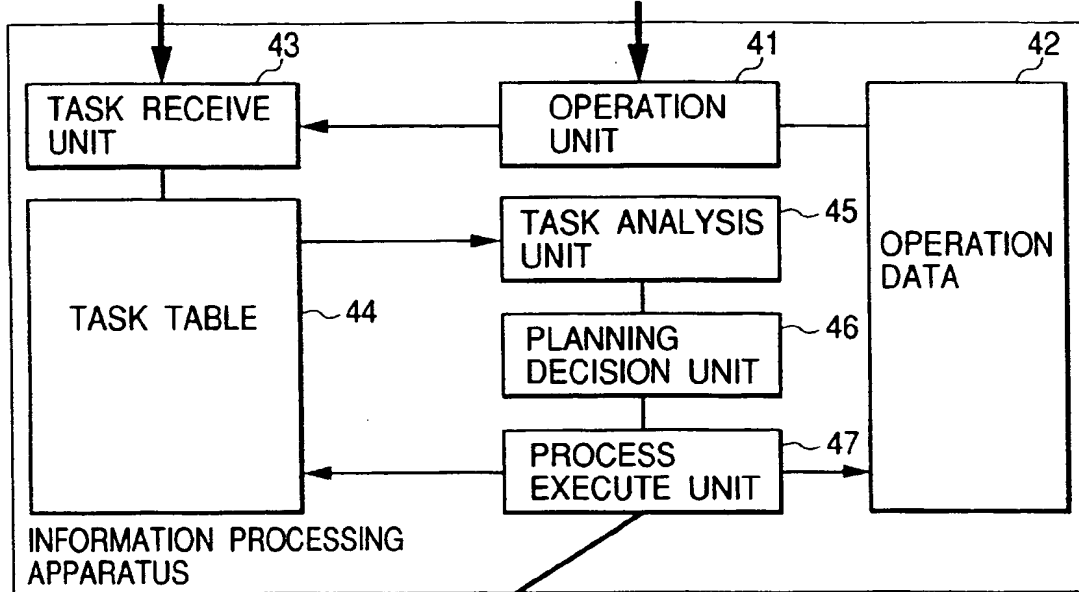 43
41
42
TASK RECEIVE
UNIT
OPERATION
UNIT
45
TASK ANALYSIS
UNIT
OPERATION
DATA
TASK TABLE
44
46
PLANNING
DECISION UNIT
47
PROCESS
EXECUTE UNIT
INFORMATION PROCESSING
APPARATUS